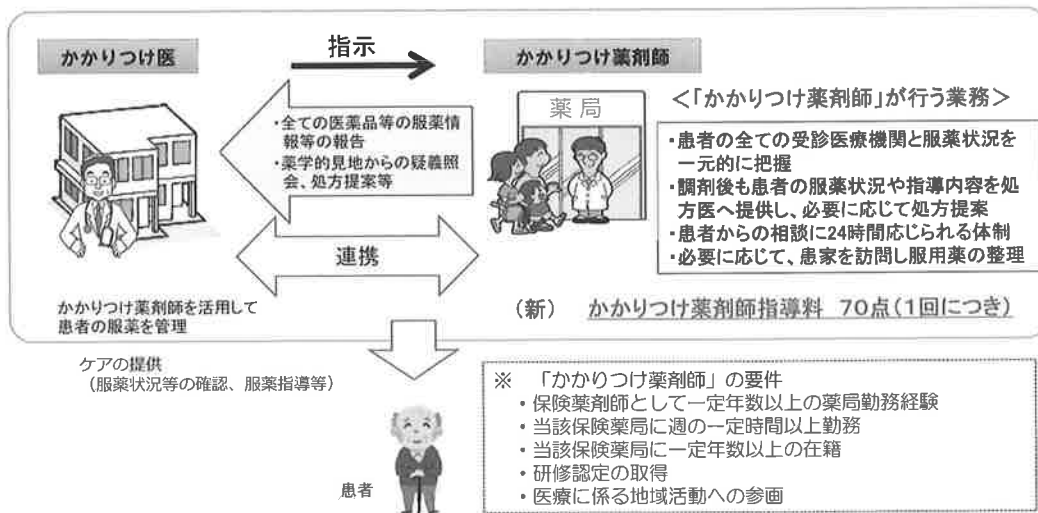 かかりつけ医
指示
かかりつけ薬剤師
・全ての医薬品等の服薬情
報等の報告
・薬学的見地からの疑義照
会、処方提案等
連携
かかりつけ薬剤師を活用して
患者の服薬を管理
薬局
＜「かかりつけ薬剤師」が行う業務＞
・患者の全ての受診医療機関と服薬状況を
一元的に把握
・調剤後も患者の服薬状況や指導内容を処
方医へ提供し、必要に応じて処方提案
・患者からの相談に24時間応じられる体制
・必要に応じて、患家を訪問し服用薬の整理
（新） かかりつけ薬剤師指導料 70点（1回につき）
ケアの提供
（服薬状況等の確認、服薬指導等）
患者
※ 「かかりつけ薬剤師」の要件
・保険薬剤師として一定年数以上の薬局勤務経験
・当該保険薬局に週の一定時間以上勤務
・当該保険薬局に一定年数以上の在籍
・研修認定の取得
・医療に係る地域活動への参画